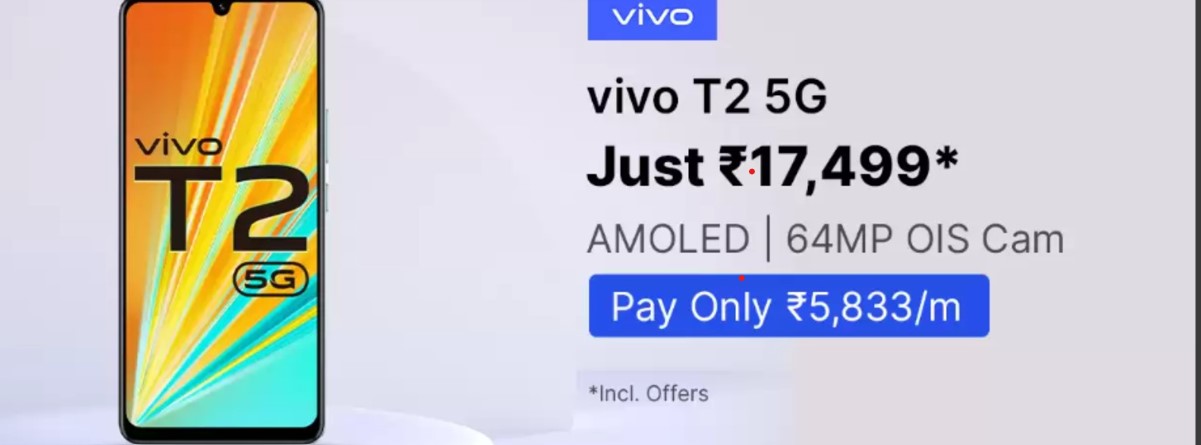 vivo
T2
5G
vivo
vivo T2 5G
Just ₹17,499*
AMOLED | 64MP OIS Cam
Pay Only ₹5,833/m
*Incl. Offers